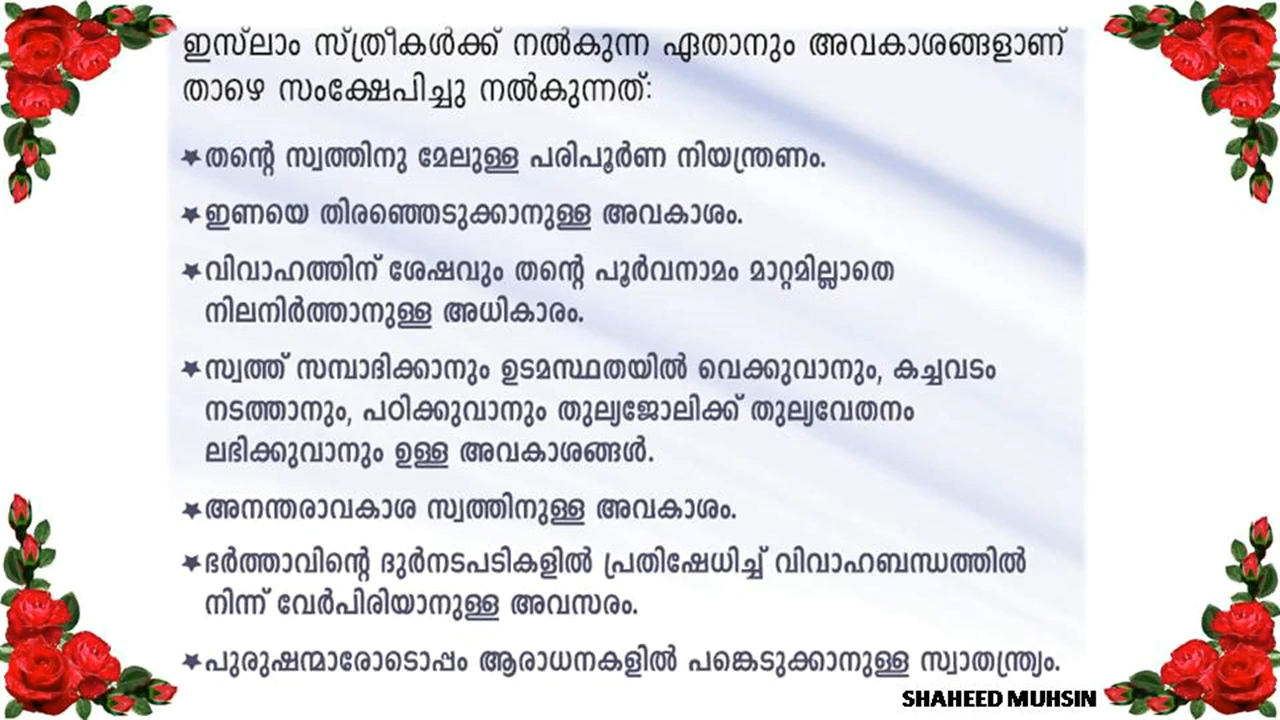 ഇസ്‌ലാം സ്ത്രീകൾക്ക് നൽകുന്ന ഏതാനും അവകാശങ്ങളാണ്
താഴെ സംക്ഷേപിച്ചു നൽകുന്നത്:
★തന്റെ സ്വത്തിനു മേലുള്ള പരിപൂർണ നിയന്ത്രണം.
★ഇണയെ തിരഞ്ഞെടുക്കാനുള്ള അവകാശം.
★വിവാഹത്തിന് ശേഷവും തന്റെ പൂർവനാമം മാറ്റമില്ലാതെ
നിലനിർത്താനുള്ള അധികാരം.
★സ്വത്ത് സമ്പാദിക്കാനും ഉടമസ്ഥതയിൽ വെക്കുവാനും, കച്ചവടം
നടത്താനും, പഠിക്കുവാനും തുല്യജോലിക്ക് തുല്യവേതനം
ലഭിക്കുവാനും ഉള്ള അവകാശങ്ങൾ.
★അനന്തരാവകാശ സ്വത്തിനുള്ള അവകാശം.
★ഭർത്താവിന്റെ ദുർനടപടികളിൽ പ്രതിഷേധിച്ച് വിവാഹബന്ധത്തിൽ
നിന്ന് വേർപിരിയാനുള്ള അവസരം.
★പുരുഷന്മാരോടൊപ്പം ആരാധനകളിൽ പങ്കെടുക്കാനുള്ള സ്വാതന്ത്ര്യം.
SHAHEED MUHSIN